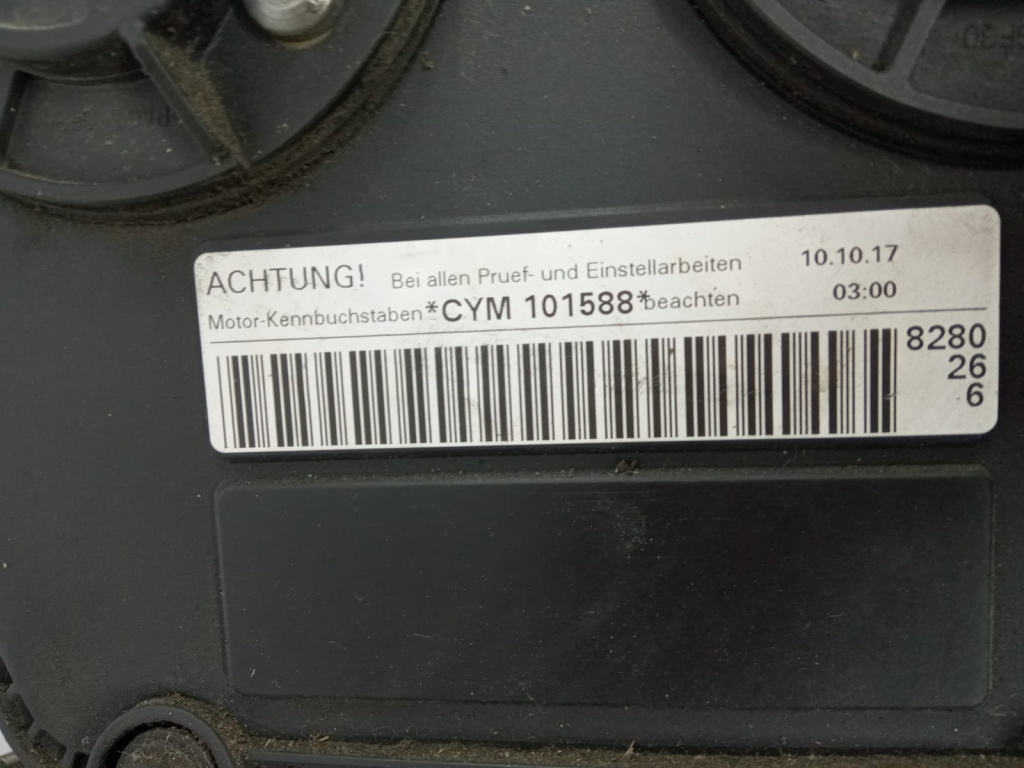 ACHTUNG! Bei allen Pruef- und Einstellarbeiten 10.10.17
Motor-Kennbuchstaben *CYM 101588* beachten 03:00
8280
26
6